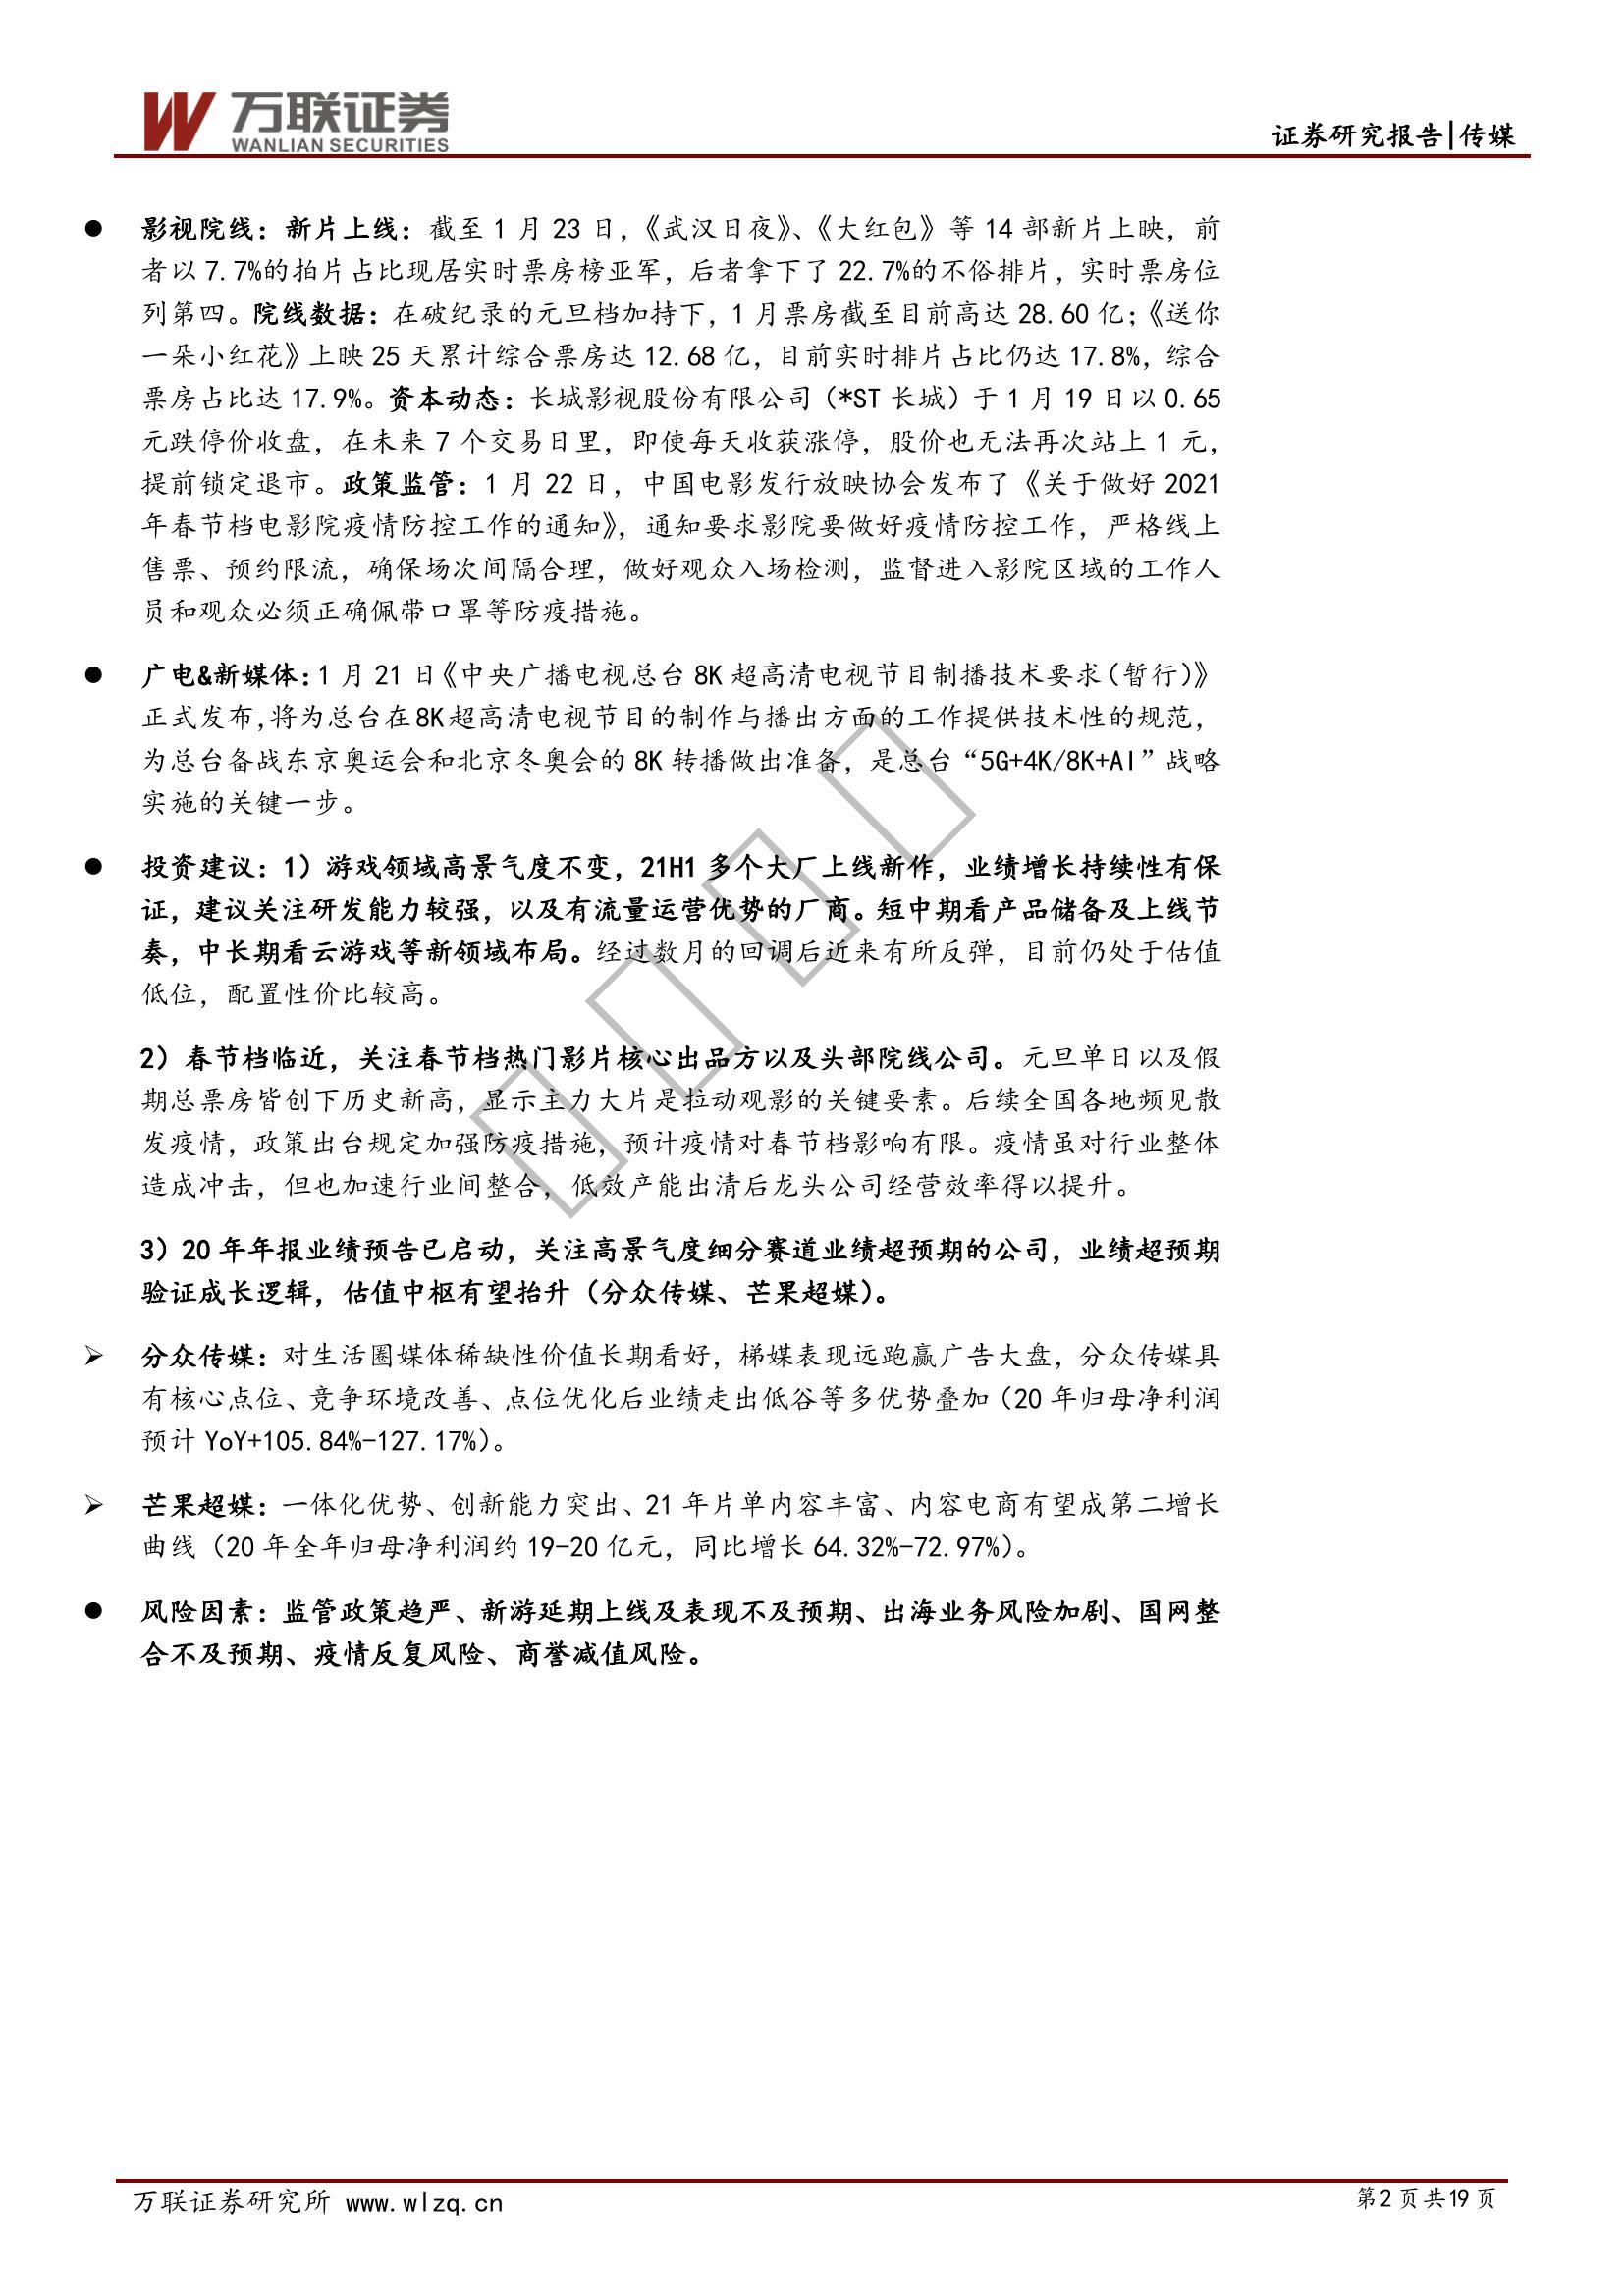 万联证券
WANLIAN SECURITIES
证券研究报告|传媒
● 影视院线：新片上线：截至 1 月 23 日，《武汉日夜》、《大红包》等 14 部新片上映，前
者以 7.7%的拍片占比现居实时票房榜亚军，后者拿下了 22.7%的不俗排片，实时票房位
列第四。院线数据：在破纪录的元旦档加持下，1 月票房截至目前高达 28.60 亿；《送你
一朵小红花》上映 25 天累计综合票房达 12.68 亿，目前实时排片占比仍达 17.8%，综合
票房占比达 17.9%。资本动态：长城影视股份有限公司（*ST 长城）于 1 月 19 日以 0.65
元跌停价收盘，在未来 7 个交易日里，即使每天收获涨停，股价也无法再次站上 1 元，
提前锁定退市。政策监管：1 月 22 日，中国电影发行放映协会发布了《关于做好 2021
年春节档电影院疫情防控工作的通知》，通知要求影院要做好疫情防控工作，严格线上
售票、预约限流，确保场次间隔合理，做好观众入场检测，监督进入影院区域的工作人
员和观众必须正确佩带口罩等防疫措施。
● 广电&新媒体：1 月 21 日《中央广播电视总台 8K 超高清电视节目制播技术要求（暂行）》
正式发布，将为总台在 8K 超高清电视节目的制作与播出方面的工作提供技术性的规范，
为总台备战东京奥运会和北京冬奥会的 8K 转播做出准备，是总台“5G+4K/8K+AI”战略
实施的关键一步。
● 投资建议：1）游戏领域高景气度不变，21H1 多个大厂上线新作，业绩增长持续性有保
证，建议关注研发能力较强，以及有流量运营优势的厂商。短中期看产品储备及上线节
奏，中长期看云游戏等新领域布局。经过数月的回调后近来有所反弹，目前仍处于估值
低位，配置性价比较高。
2）春节档临近，关注春节档热门影片核心出品方以及头部院线公司。元旦单日以及假
期总票房皆创下历史新高，显示主力大片是拉动观影的关键要素。后续全国各地频见散
发疫情，政策出台规定加强防疫措施，预计疫情对春节档影响有限。疫情虽对行业整体
造成冲击，但也加速行业间整合，低效产能出清后龙头公司经营效率得以提升。
3）20 年年报业绩预告已启动，关注高景气度细分赛道业绩超预期的公司，业绩超预期
验证成长逻辑，估值中枢有望抬升（分众传媒、芒果超媒）。
➢ 分众传媒：对生活圈媒体稀缺性价值长期看好，梯媒表现远跑赢广告大盘，分众传媒具
有核心点位、竞争环境改善、点位优化后业绩走出低谷等多优势叠加（20 年归母净利润
预计 YoY+105.84%-127.17%）。
➢ 芒果超媒：一体化优势、创新能力突出、21 年片单内容丰富、内容电商有望成第二增长
曲线（20 年全年归母净利润约 19-20 亿元，同比增长 64.32%-72.97%）。
● 风险因素：监管政策趋严、新游延期上线及表现不及预期、出海业务风险加剧、国网整
合不及预期、疫情反复风险、商誉减值风险。
万联证券研究所 www.wlzq.cn
第 2 页 共 19 页